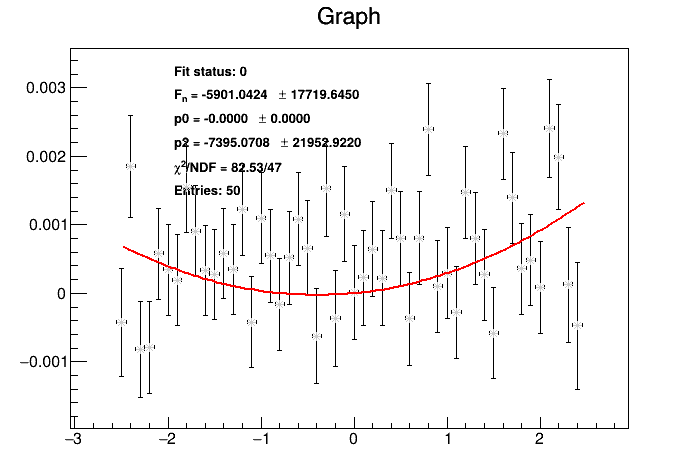 Graph
Fit status: 0
Fn = -5901.0424 ± 17719.6450
p0 = -0.0000 ± 0.0000
p2 = -7395.0708 ± 21952.9220
χ²/NDF = 82.53/47
Entries: 50
0.003
0.002
0.001
0
−0.001
−3 −2 −1 0 1 2